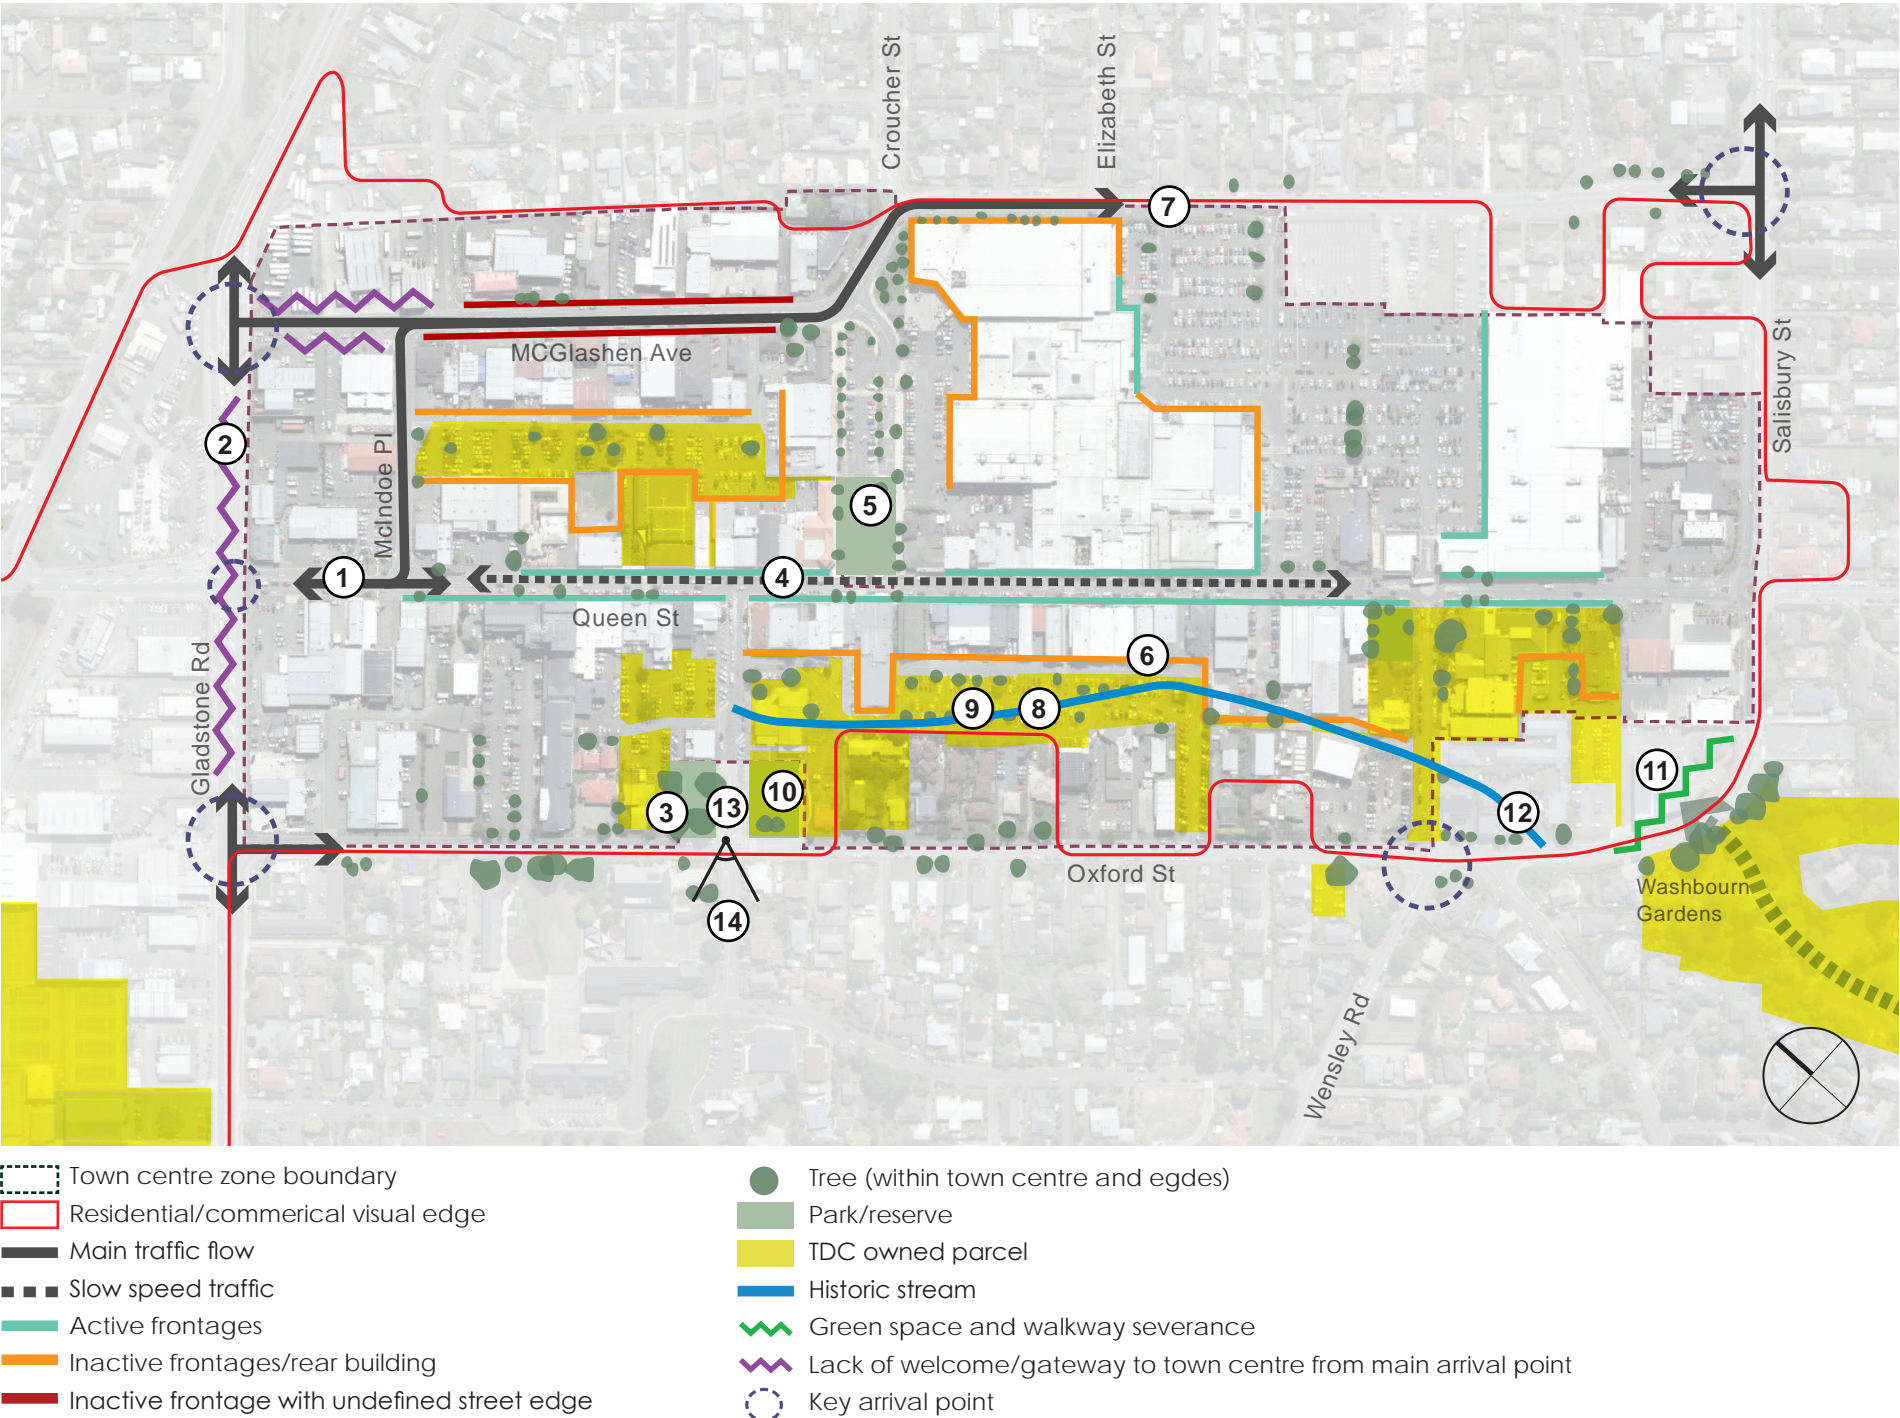 Croucher St
Elizabeth St
7
MCGlashen Ave
Salisbury St
2
McIndoe Pl
5
1
4
Queen St
6
Gladstone Rd
9
8
11
10
3
13
12
Oxford St
Washbourn
Gardens
14
Wensley Rd
Town centre zone boundary
Residential/commerical visual edge
Main traffic flow
Slow speed traffic
Active frontages
Inactive frontages/rear building
Inactive frontage with undefined street edge
Tree (within town centre and egdes)
Park/reserve
TDC owned parcel
Historic stream
Green space and walkway severance
Lack of welcome/gateway to town centre from main arrival point
Key arrival point